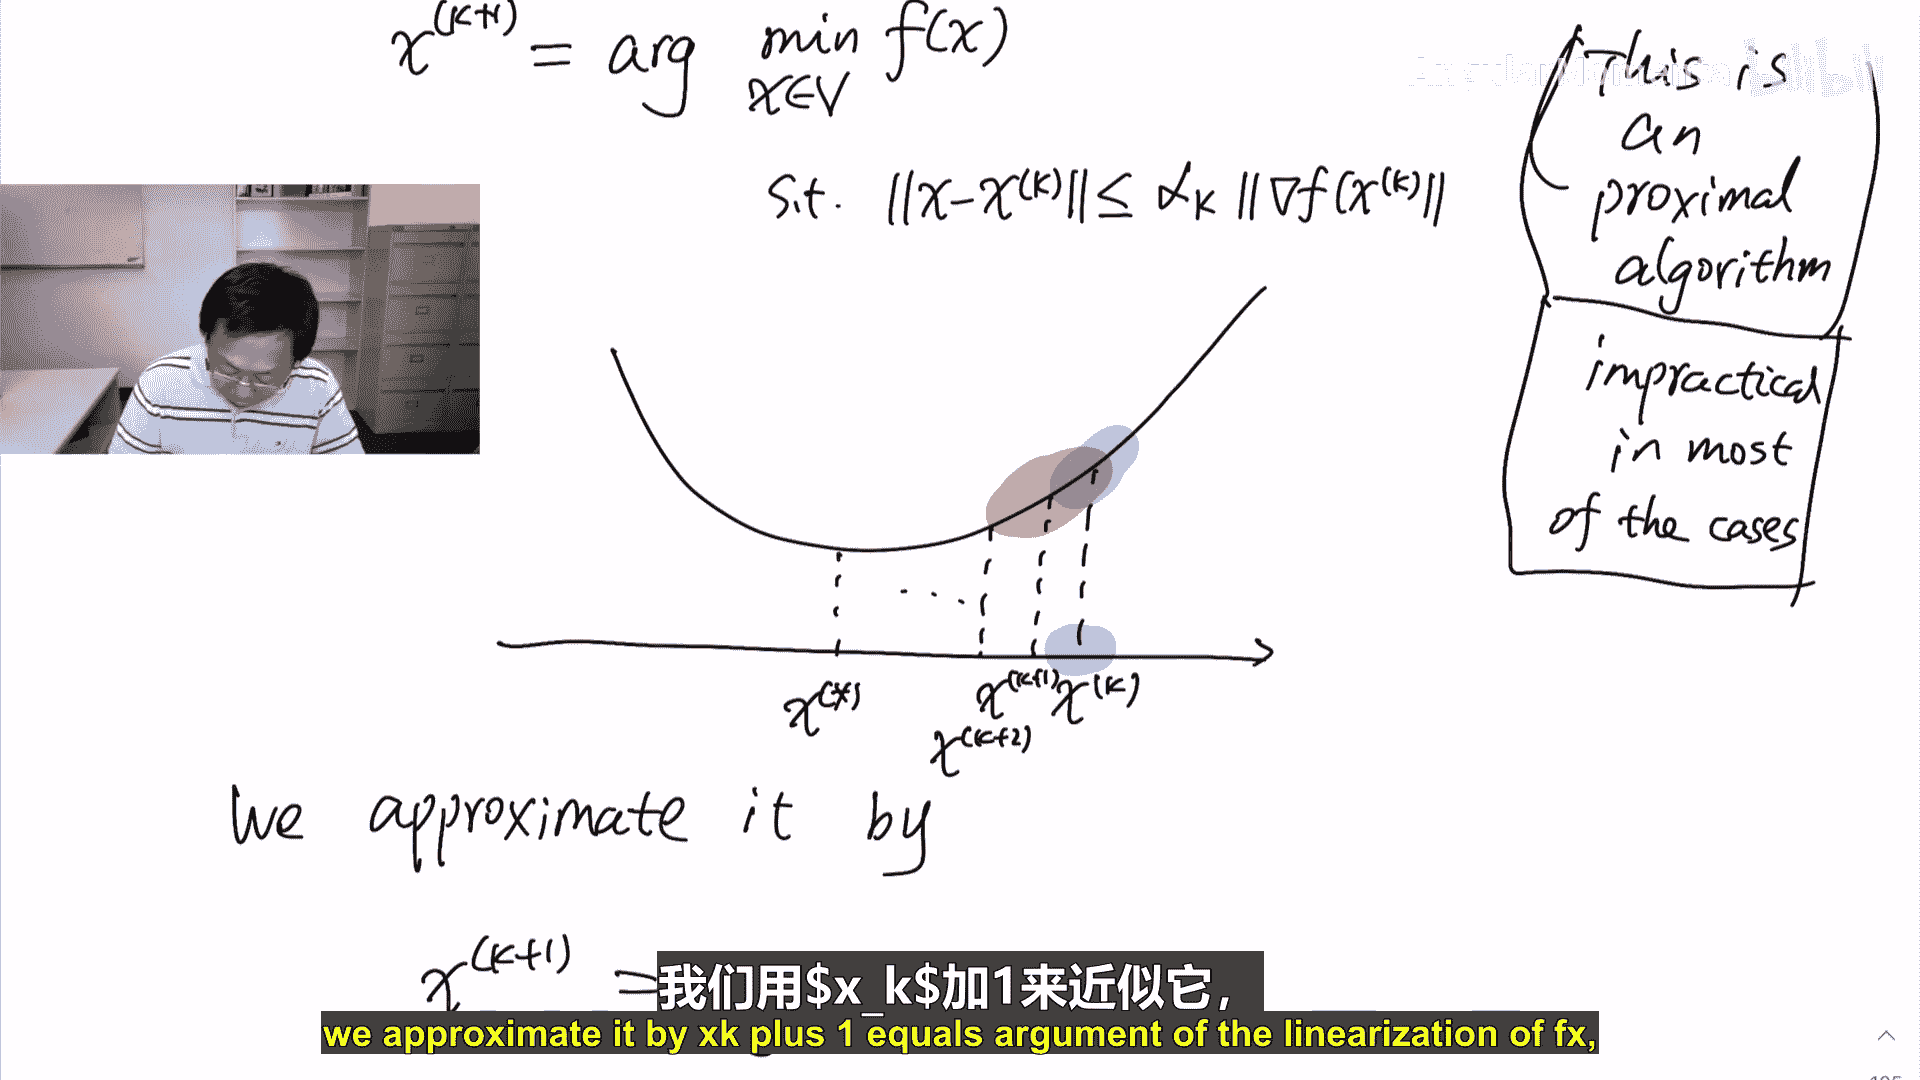 x^(k+1) = arg min f(x)
x∈V
s.t. ||x-x^(k)|| ≤ α_k ||∇f(x^(k)||
This is
an
proximal
algorithm
impractical
in most
of the cases
x^(*) x^(k+1) x^(k)
x^(k+2)
We approximate it by
x^(k+1) =
我们用$x_k$加1来近似它，
we approximate it by xk plus 1 equals argument of the linearization of fx,